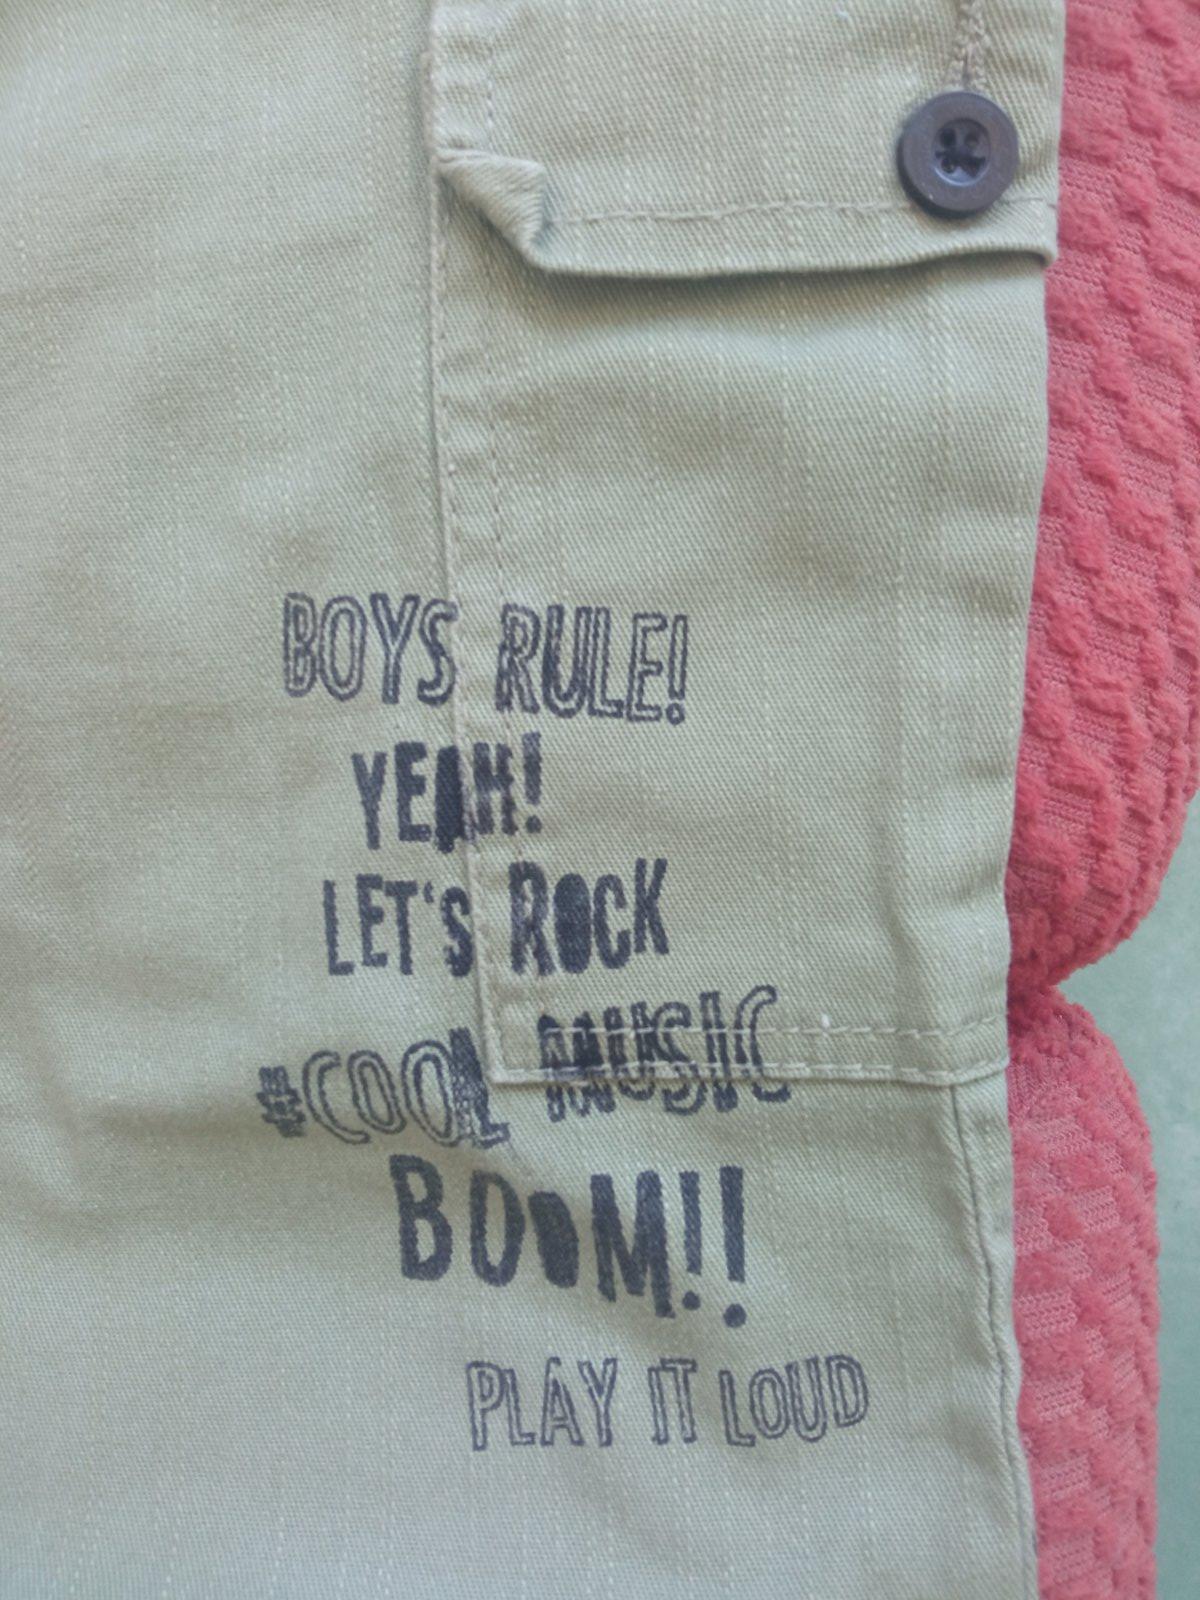 BOYS RULE!
YEAH!
LET'S ROCK
#COOL MUSIC
BOOM!!
PLAY IT LOUD